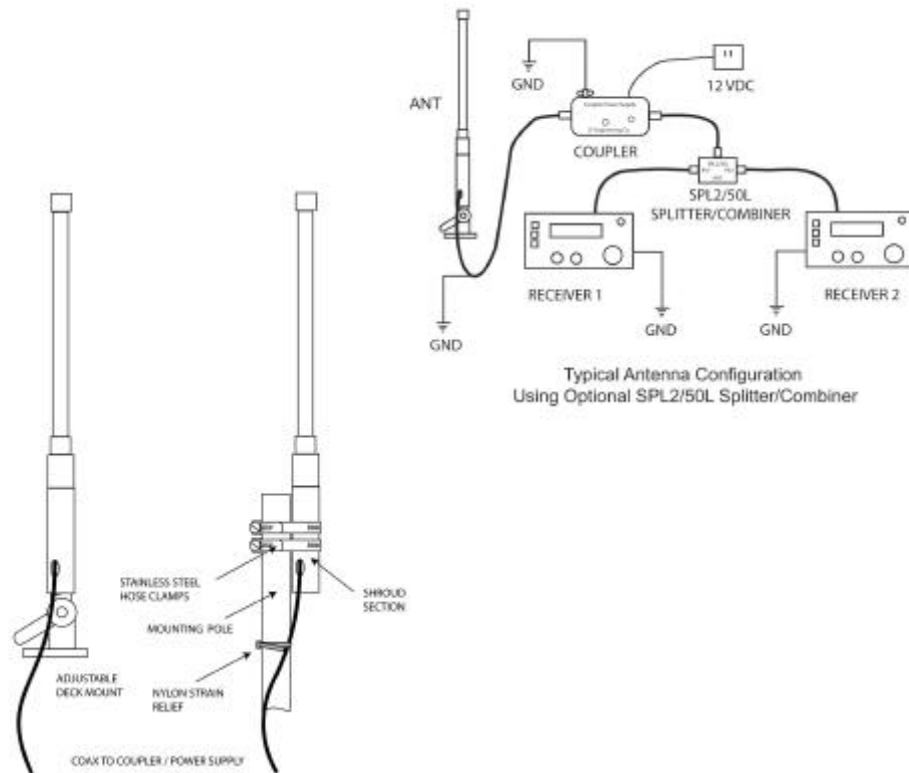 GND
12 VDC
ANT
COUPLER
SPL2/50L
SPLITTER/COMBINER
RECEIVER 1
RECEIVER 2
GND
GND
GND
Typical Antenna Configuration
Using Optional SPL2/50L Splitter/Combiner
STAINLESS STEEL
HOSE CLAMPS
SHROUD
SECTION
MOUNTING POLE
ADJUSTABLE
DECK MOUNT
NYLON STRAIN
RELIEF
COAX TO COUPLER / POWER SUPPLY